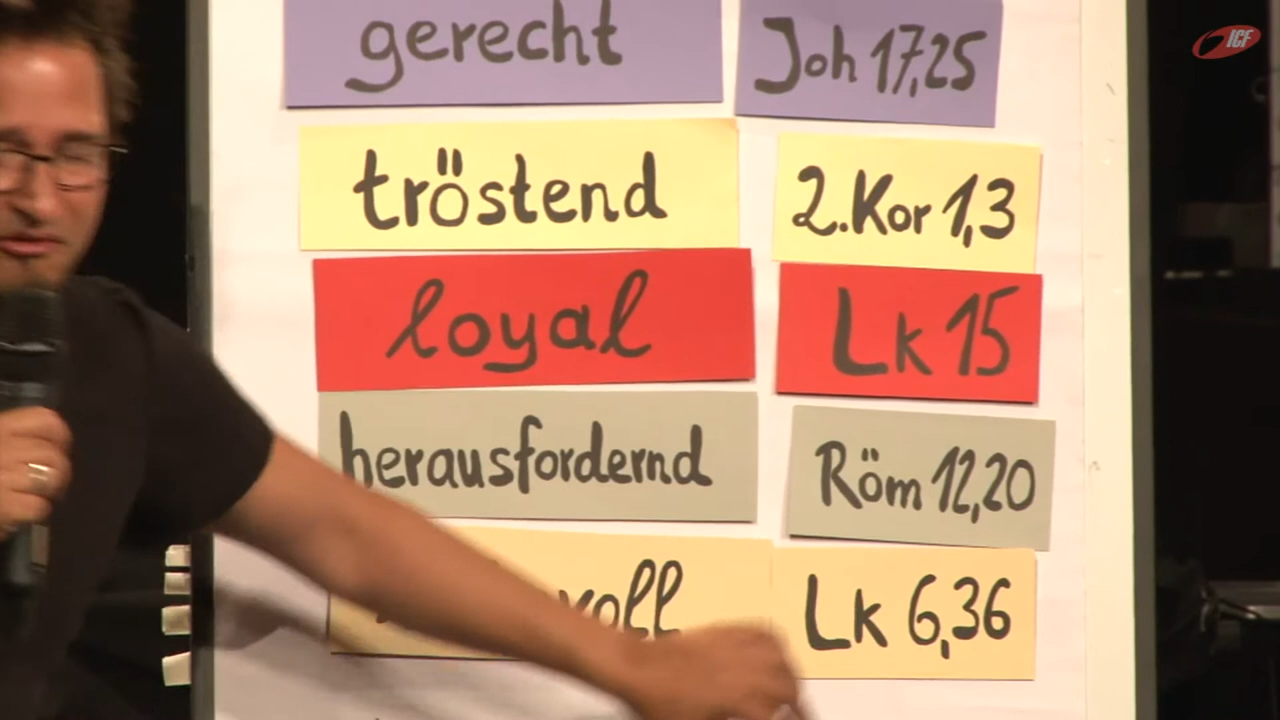 ICF
gerecht Joh 17,25
tröstend 2.Kor 1,3
loyal Lk 15
herausfordernd Röm 12,20
Lk 6,36